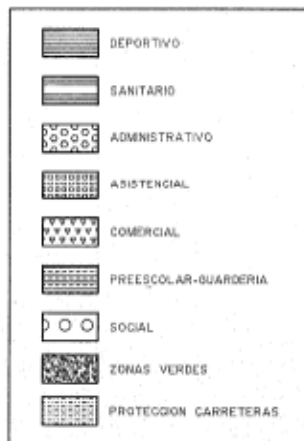 DEPORTIVO
SANITARIO
ADMINISTRATIVO
ASISTENCIAL
COMERCIAL
PREESCOLAR-GUARDERIA
SOCIAL
ZONAS VERDES
PROTECCION CARRETERAS